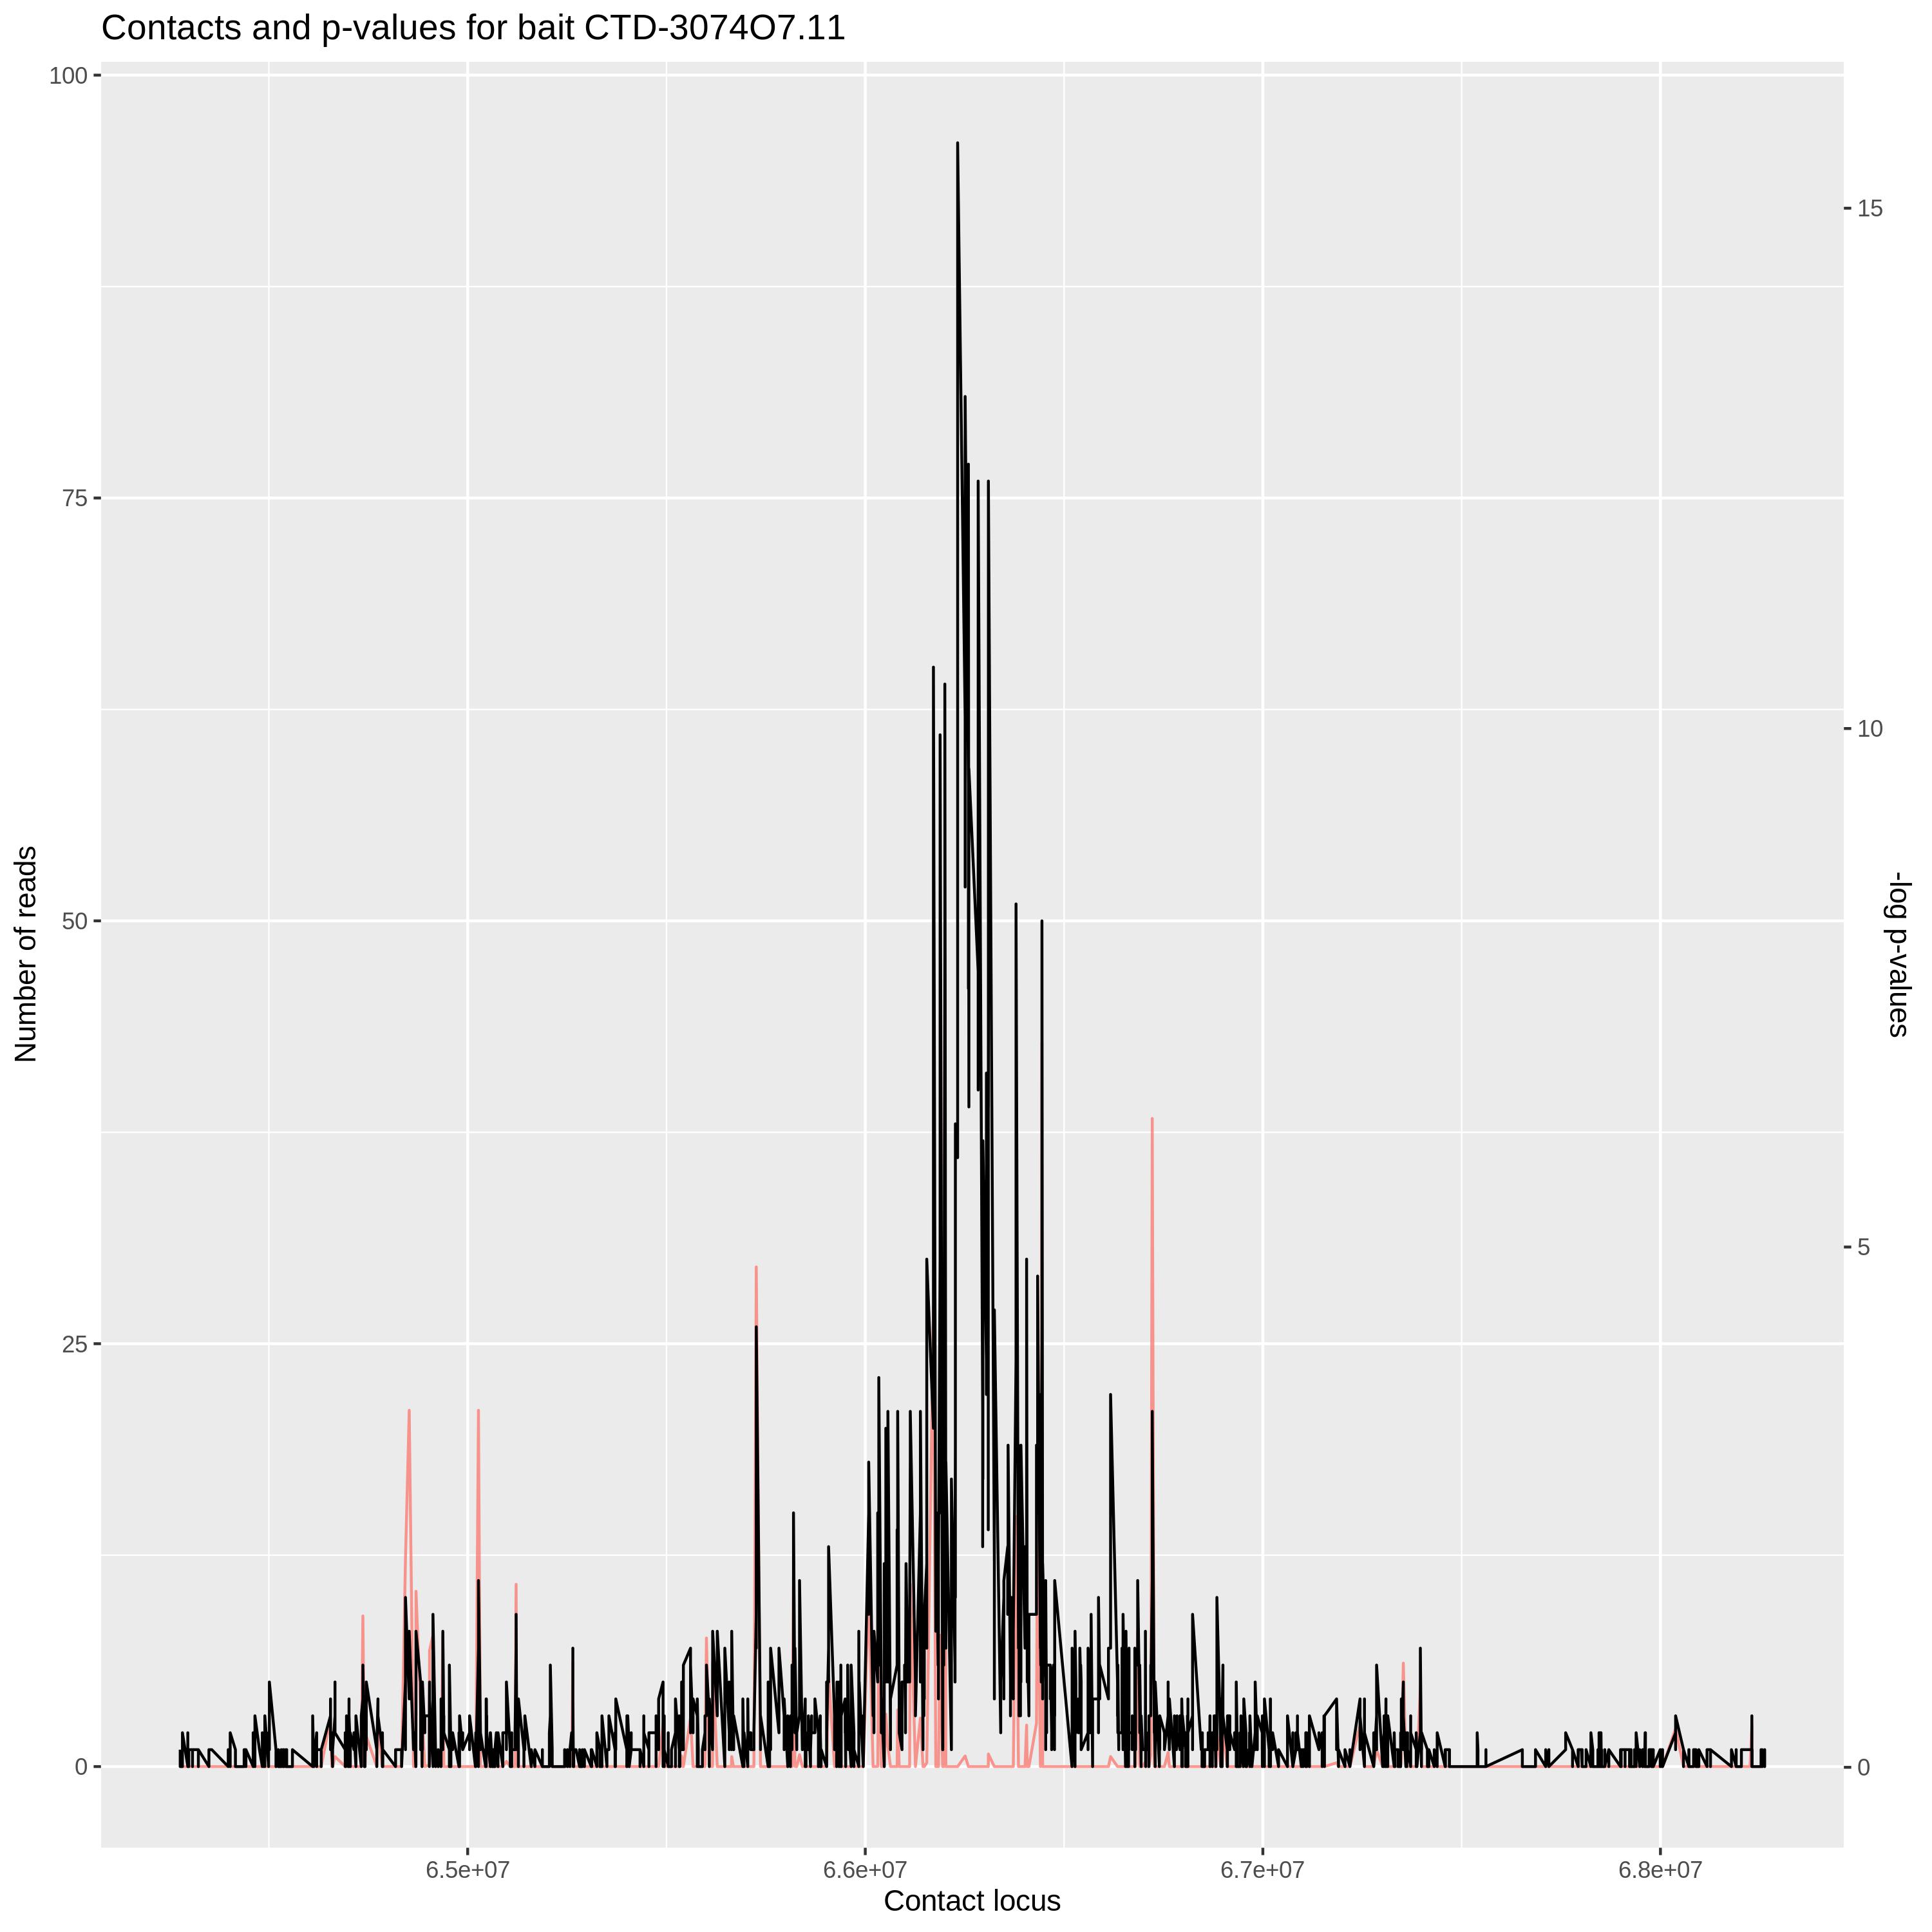 Contacts and p-values for bait CTD-3074O7.11
100
75
50
25
0
15
10
5
0
Number of reads
-log p-values
6.5e+07
6.6e+07
6.7e+07
6.8e+07
Contact locus